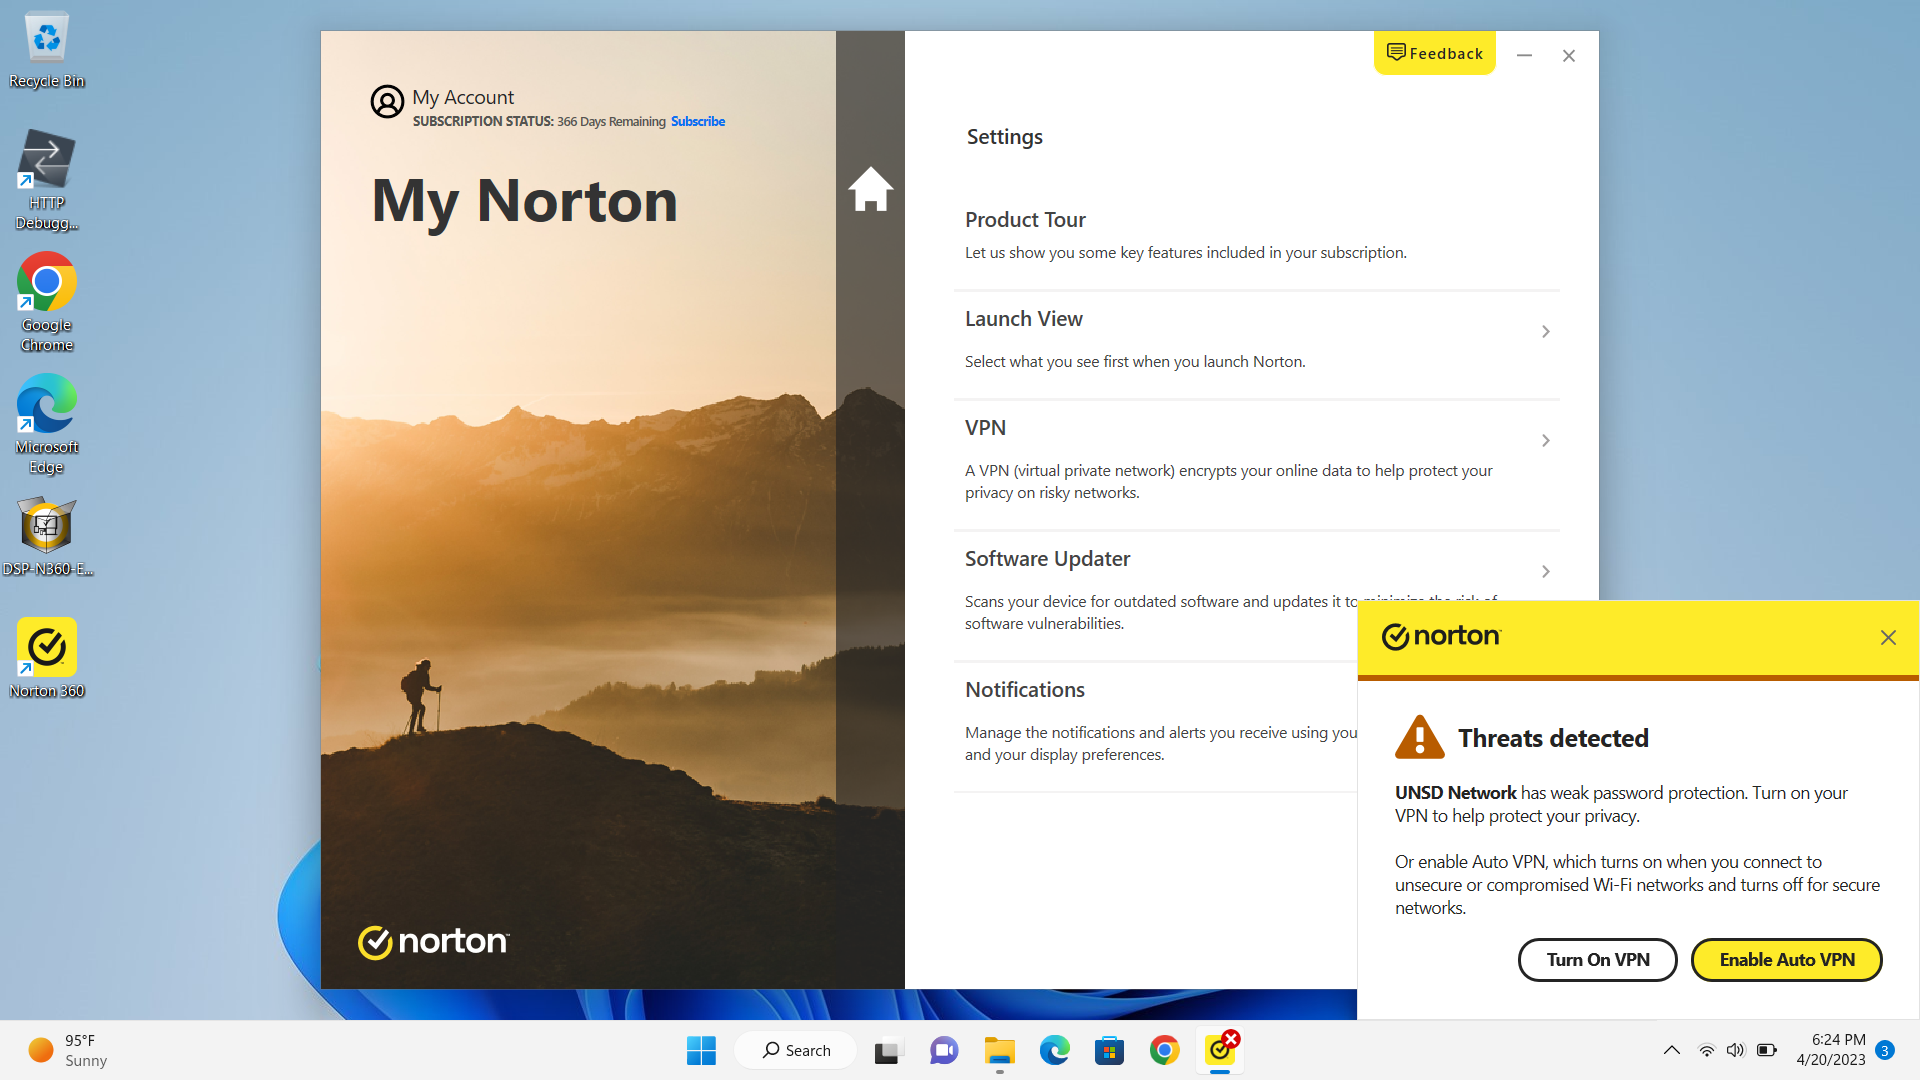 Recycle Bin
HTTP
Debugg...
Google
Chrome
Microsoft
Edge
DSP-N360-E...
Norton 360
My Account
SUBSCRIPTION STATUS: 366 Days Remaining Subscribe
My Norton
norton
Feedback
Settings
Product Tour
Let us show you some key features included in your subscription.
Launch View
Select what you see first when you launch Norton.
VPN
A VPN (virtual private network) encrypts your online data to help protect your
privacy on risky networks.
Software Updater
Scans your device for outdated software and updates it to minimize the risk of
software vulnerabilities.
Notifications
Manage the notifications and alerts you receive using you
and your display preferences.
norton
Threats detected
UNSD Network has weak password protection. Turn on your
VPN to help protect your privacy.
Or enable Auto VPN, which turns on when you connect to
unsecure or compromised Wi-Fi networks and turns off for secure
networks.
Turn On VPN
Enable Auto VPN
95°F
Sunny
Search
6:24 PM
4/20/2023
3